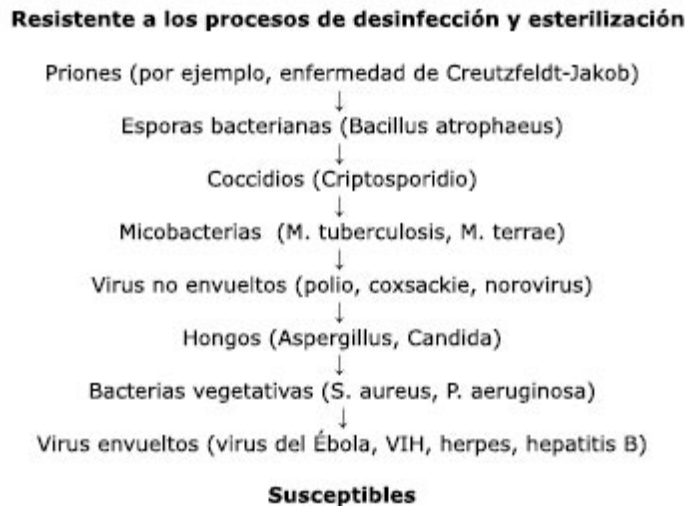 Resistente a los procesos de desinfección y esterilización
Priones (por ejemplo, enfermedad de Creutzfeldt-Jakob)
↓
Esporas bacterianas (Bacillus atrophaeus)
↓
Coccidios (Criptosporidio)
↓
Micobacterias (M. tuberculosis, M. terrae)
↓
Virus no envueltos (polio, coxsackie, norovirus)
↓
Hongos (Aspergillus, Candida)
↓
Bacterias vegetativas (S. aureus, P. aeruginosa)
↓
Virus envueltos (virus del Ébola, VIH, herpes, hepatitis B)
Susceptibles